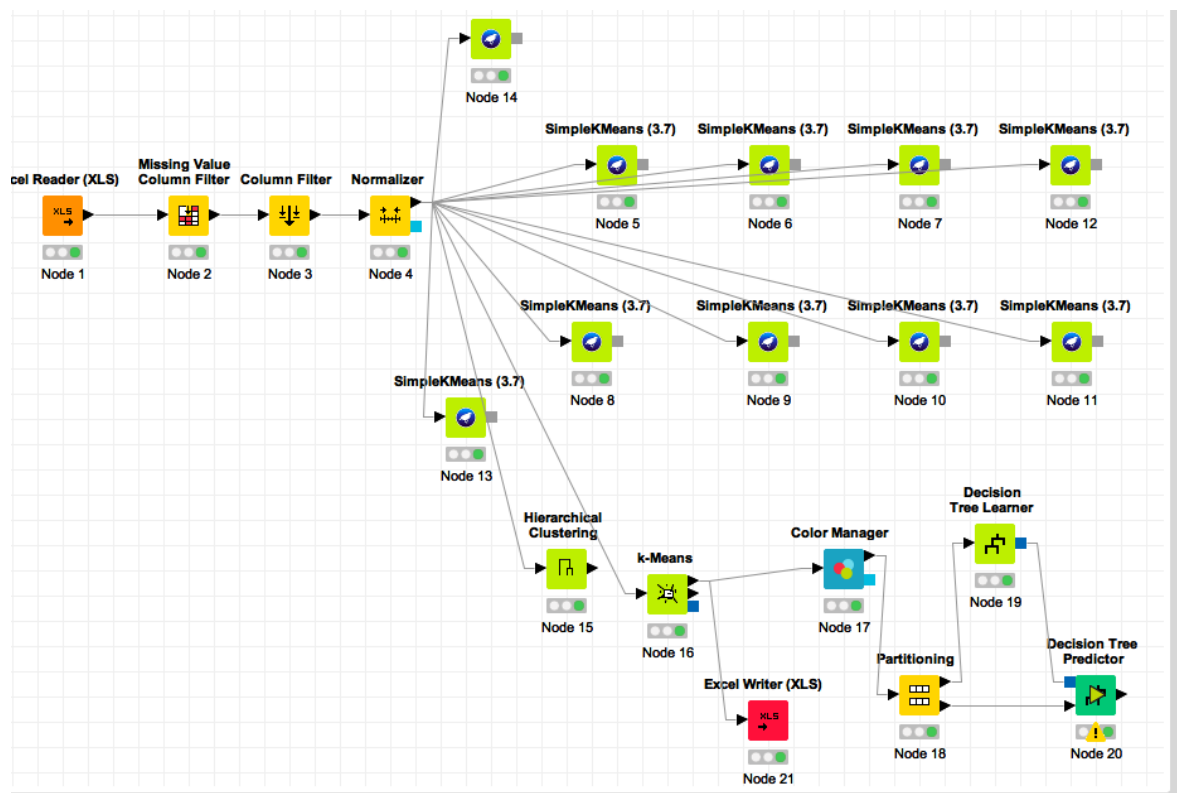 Node 14
SimpleKMeans (3.7) SimpleKMeans (3.7) SimpleKMeans (3.7) SimpleKMeans (3.7)
Node 5 Node 6 Node 7 Node 12
cel Reader (XLS)
XLS
Node 1
Missing Value
Column Filter
Node 2
Column Filter
Node 3
Normalizer
Node 4
SimpleKMeans (3.7) SimpleKMeans (3.7) SimpleKMeans (3.7) SimpleKMeans (3.7)
Node 8 Node 9 Node 10 Node 11
SimpleKMeans (3.7)
Node 13
Hierarchical
Clustering
Node 15
k-Means
Node 16
Color Manager
Node 17
Decision
Tree Learner
Node 19
Partitioning
Node 18
Decision Tree
Predictor
Node 20
Excel Writer (XLS)
XLS
Node 21